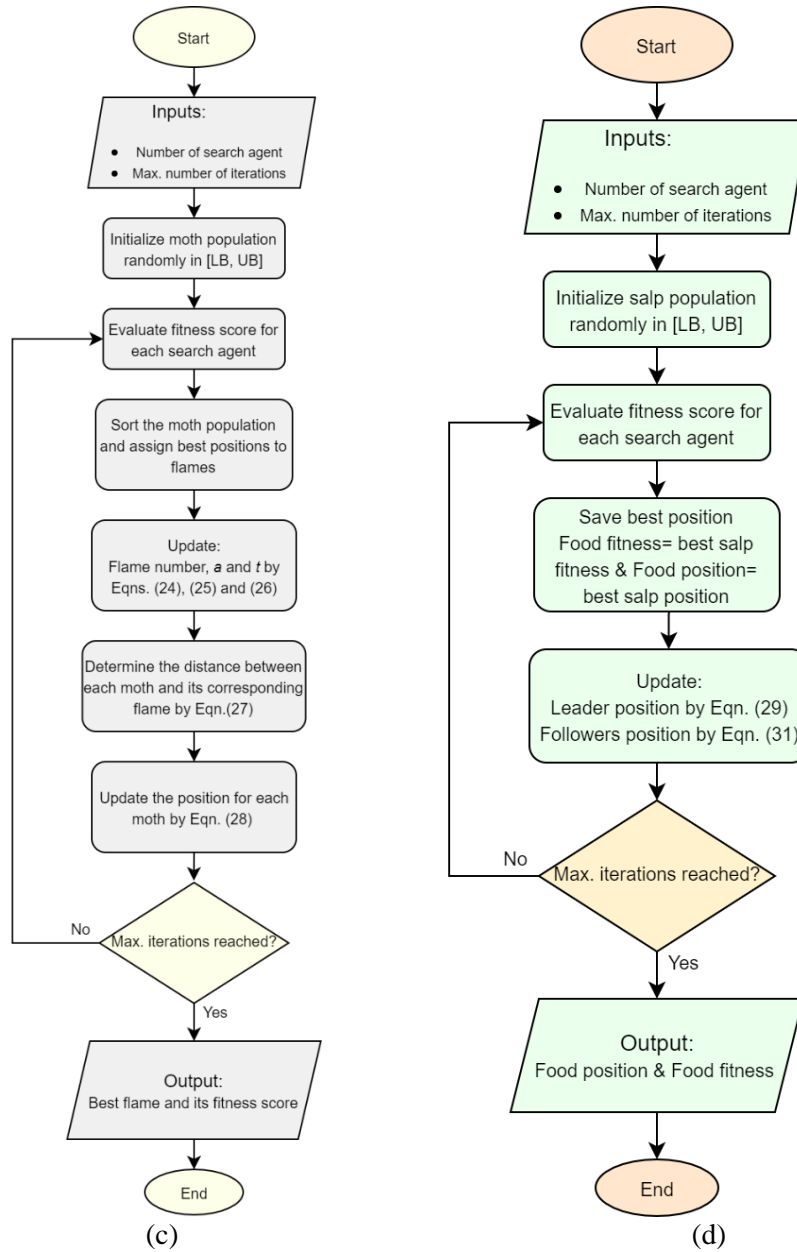 Start
Inputs:
● Number of search agent
● Max. number of iterations
Initialize moth population
randomly in [LB, UB]
Evaluate fitness score for
each search agent
Sort the moth population
and assign best positions to
flames
Update:
Flame number, a and t by
Eqns. (24), (25) and (26)
Determine the distance between
each moth and its corresponding
flame by Eqn.(27)
Update the position for each
moth by Eqn. (28)
No
Max. iterations reached?
Yes
Output:
Best flame and its fitness score
End
(c)
Start
Inputs:
● Number of search agent
● Max. number of iterations
Initialize salp population
randomly in [LB, UB]
Evaluate fitness score for
each search agent
Save best position
Food fitness= best salp
fitness & Food position=
best salp position
Update:
Leader position by Eqn. (29)
Followers position by Eqn. (31)
No
Max. iterations reached?
Yes
Output:
Food position & Food fitness
End
(d)